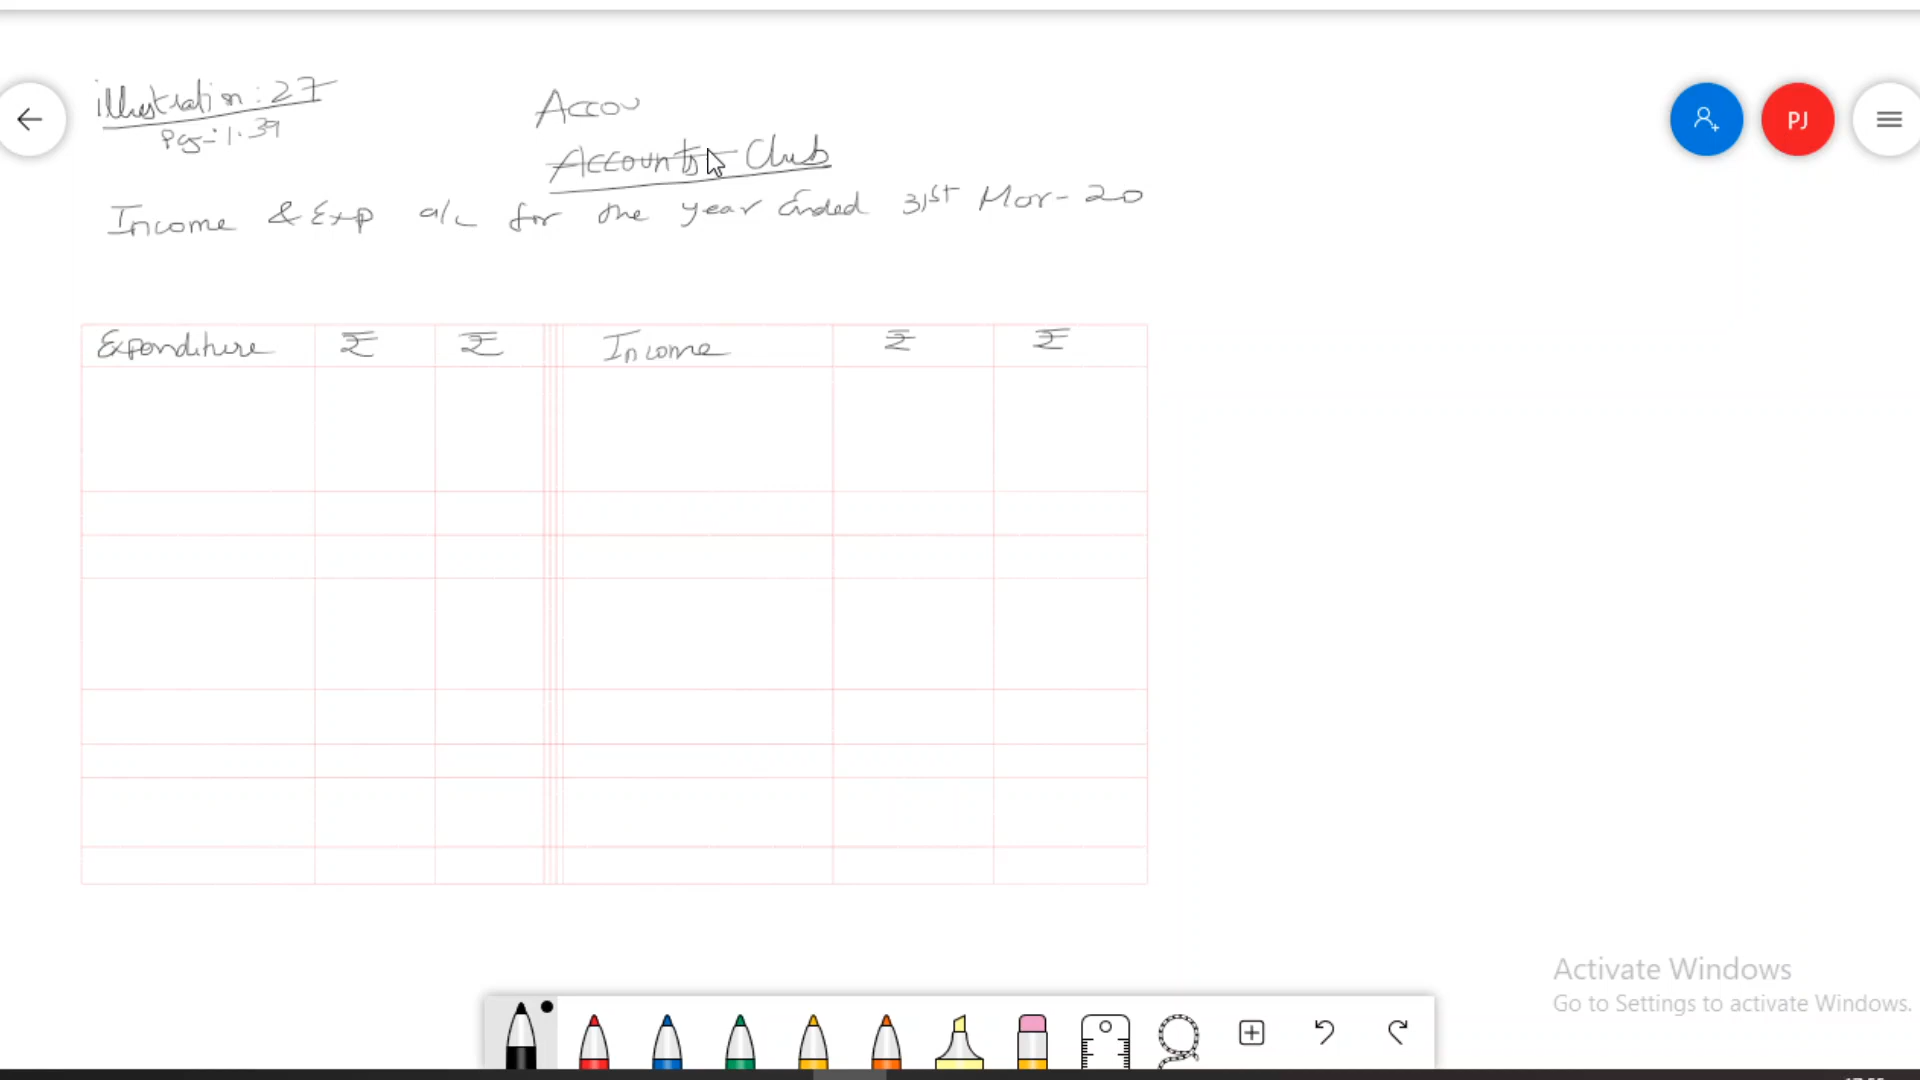 illustration: 27
Pg-: 1.39
Accou
Accounts Club
Income & Exp a/c for the year Ended 31st Mar-20
Expenditure ₹ ₹ Income ₹ ₹
PJ
Activate Windows
Go to Settings to activate Windows.